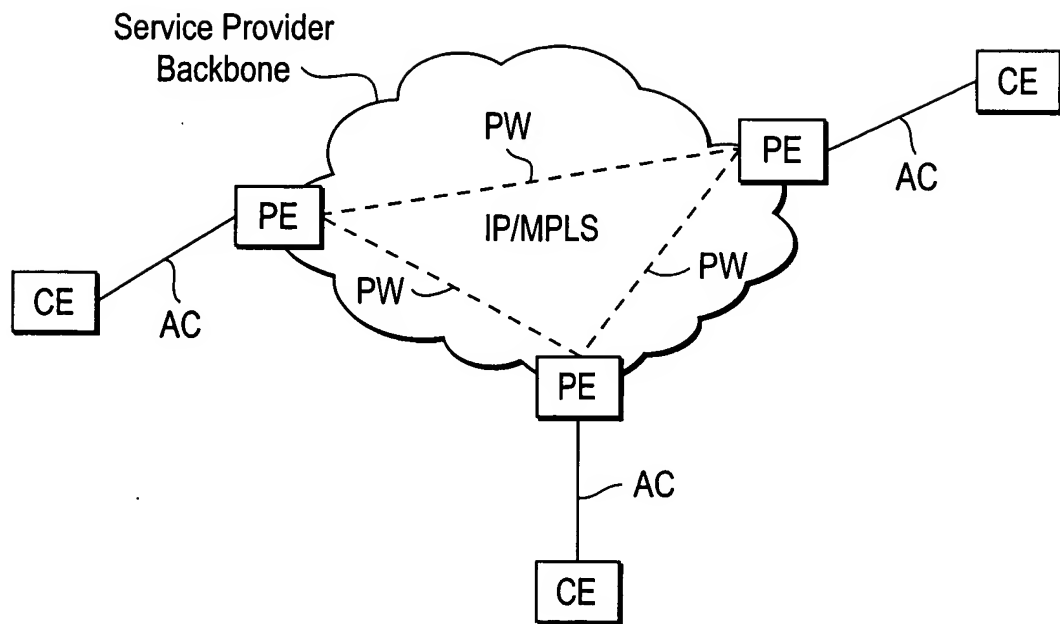 Service Provider
Backbone
CE
PW
PE
AC
PE
IP/MPLS
PW
PW
CE
AC
PE
AC
CE